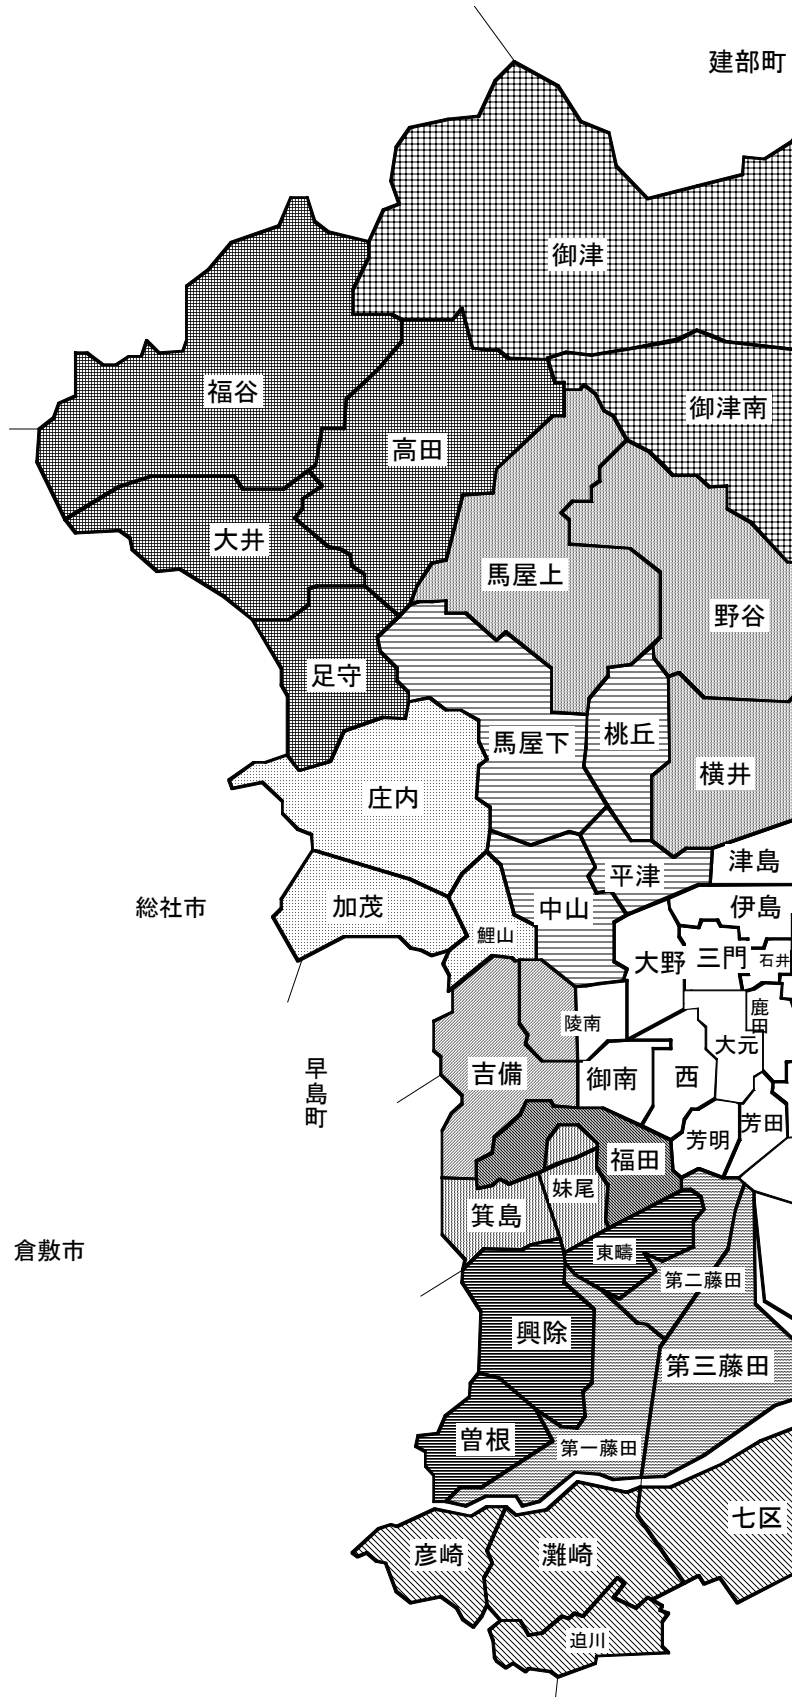 建部町
御津
福谷
御津南
高田
大井
馬屋上
野谷
足守
桃丘
馬屋下
横井
庄内
津島
平津
総社市
加茂
中山
伊島
鯉山
大野
三門
石井
鹿田
陵南
大元
早島町
吉備
御南
西
芳田
芳明
福田
妹尾
箕島
倉敷市
東疇
第二藤田
興除
第三藤田
曽根
第一藤田
七区
彦崎
灘崎
迫川